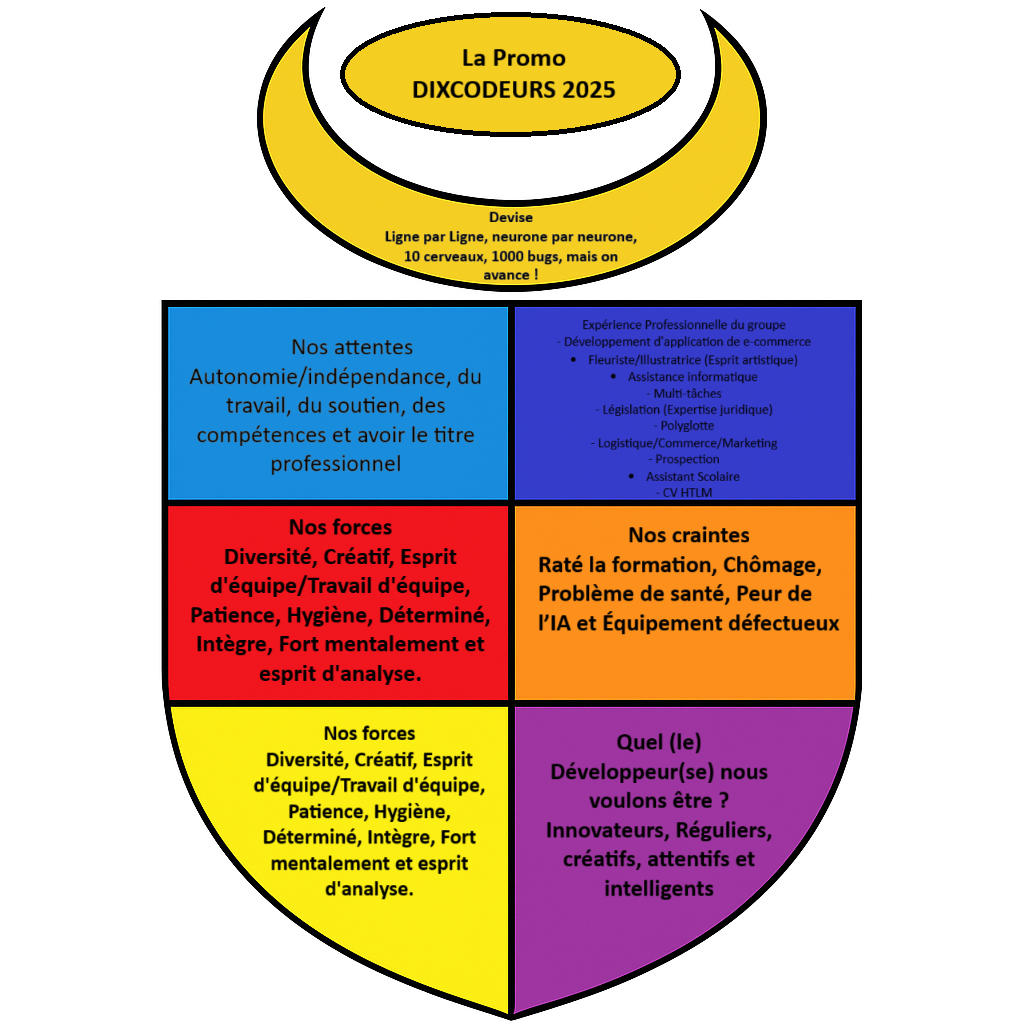 La Promo
DIXCODEURS 2025
Devise
Ligne par Ligne, neurone par neurone,
10 cerveaux, 1000 bugs, mais on
avance !
Nos attentes
Autonomie/indépendance, du
travail, du soutien, des
compétences et avoir le titre
professionnel
Expérience Professionnelle du groupe
- Développement d'application de e-commerce
• Fleuriste/Illustratrice (Esprit artistique)
• Assistance informatique
- Multi-tâches
- Législation (Expertise juridique)
- Polyglotte
- Logistique/Commerce/Marketing
- Prospection
• Assistant Scolaire
- CV HTLM
Nos forces
Diversité, Créatif, Esprit
d'équipe/Travail d'équipe,
Patience, Hygiène, Déterminé,
Intègre, Fort mentalement et
esprit d'analyse.
Nos craintes
Raté la formation, Chômage,
Problème de santé, Peur de
l’IA et Équipement défectueux
Nos forces
Diversité, Créatif, Esprit
d'équipe/Travail d'équipe,
Patience, Hygiène,
Déterminé, Intègre, Fort
mentalement et esprit
d'analyse.
Quel (le)
Développeur(se) nous
voulons être ?
Innovateurs, Réguliers,
créatifs, attentifs et
intelligents